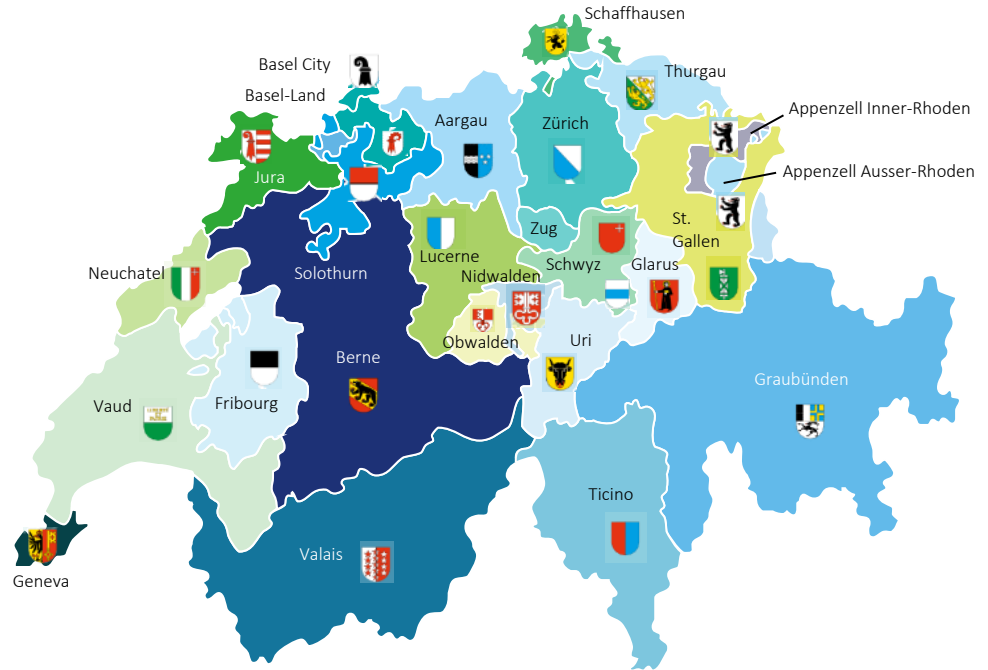 Schaffhausen
Basel City
Thurgau
Basel-Land
Appenzell Inner-Rhoden
Aargau
Zürich
Jura
Appenzell Ausser-Rhoden
St.
Gallen
Zug
Neuchatel
Solothurn
Lucerne
Schwyz
Glarus
Nidwalden
Obwalden
Uri
Berne
Graubünden
Vaud
Fribourg
Ticino
Valais
Geneva